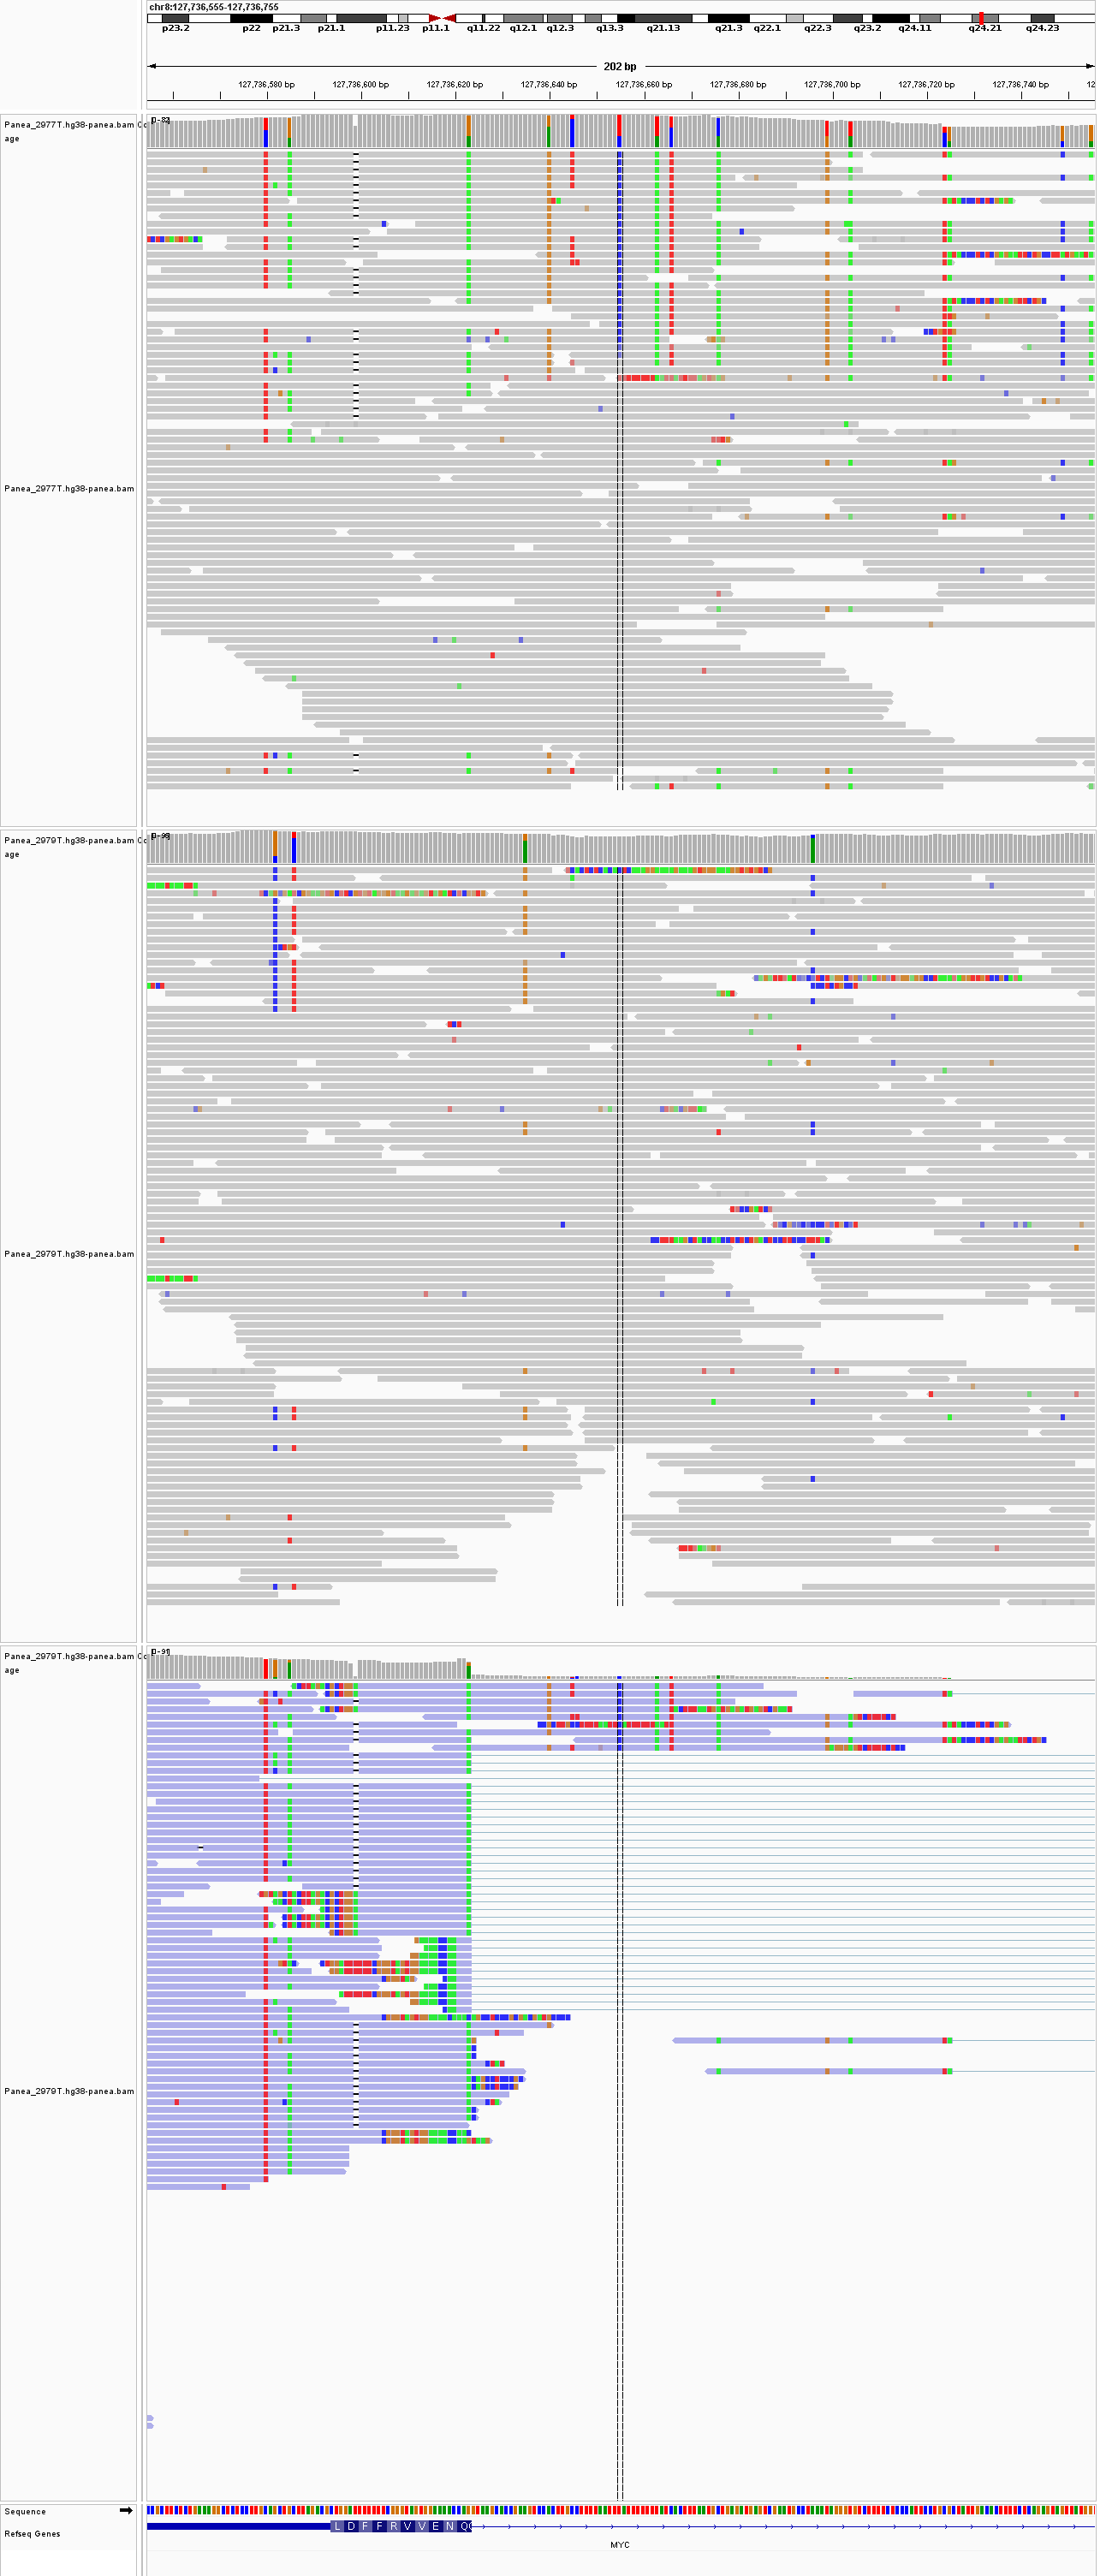 chr8:127,736,555-127,736,755
p23.2 p22 p21.3 p21.1 p11.23 p11.1 q11.22 q12.1 q12.3 q13.3 q21.13 q21.3 q22.1 q22.3 q23.2 q24.11 q24.21 q24.23
202 bp
127,736,580 bp 127,736,600 bp 127,736,620 bp 127,736,640 bp 127,736,660 bp 127,736,680 bp 127,736,700 bp 127,736,720 bp 127,736,740 bp 12
Panea_2977T.hg38-panea.bam Co
age
Panea_2977T.hg38-panea.bam
Panea_2979T.hg38-panea.bam Co
age
Panea_2979T.hg38-panea.bam
Panea_2979T.hg38-panea.bam Co
age
[0-91]
Panea_2979T.hg38-panea.bam
Sequence
Refseq Genes
L D F F R V V E N Q
MYC